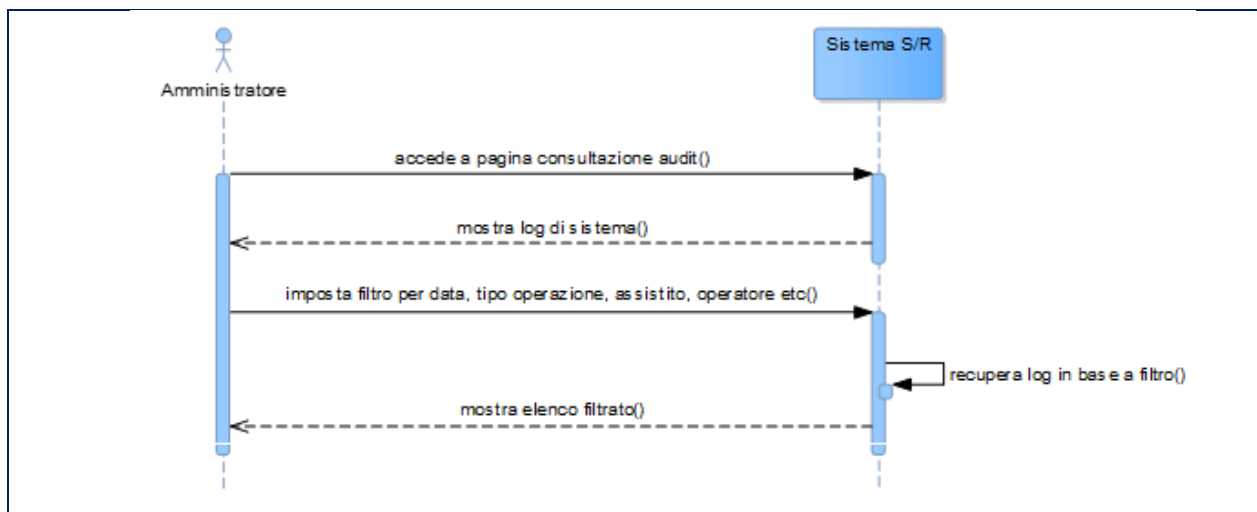 Sistema S/R
Amministratore
accede a pagina consultazione audit()
mostra log di sistema()
imposta filtro per data, tipo operazione, assistito, operatore etc()
recupera log in base a filtro()
mostra elenco filtrato()